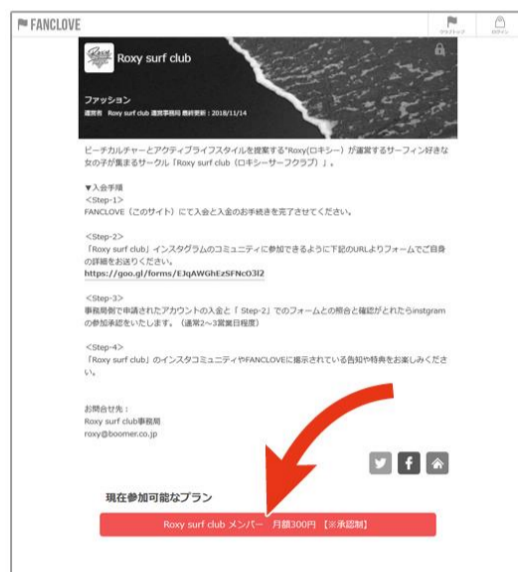 FANCLOVE
ログイン
Roxy surf club
ファッション
運営者 Roxy surf club 運営事務局 最終更新：2018/11/14
ビーチカルチャーとアクティブライフスタイルを提案する"Roxy(ロキシー）が運営するサーフィン好きな
女の子が集まるサークル「Roxy surf club（ロキシーサーフクラブ）」。
▼入会手順
＜Step-1＞
FANCLOVE（このサイト）にて入会と入金のお手続きを完了させてください。
＜Step-2＞
「Roxy surf club」インスタグラムのコミュニティに参加できるように下記のURLよりフォームでご自身
の詳細をお送りください。
https://goo.gl/forms/EJqAWGhEzSFNcO3l2
＜Step-3＞
事務局側で申請されたアカウントの入会と「 Step-2」でのフォームとの照合と確認がとれたらinstgram
の参加承認をいたします。（通常2～3営業日程度）
＜Step-4＞
「Roxy surf club」のインスタコミュニティやFANCLOVEに掲示されている告知や特典をお楽しみくださ
い。
お問合せ先：
Roxy surf club事務局
roxy@boomer.co.jp
現在参加可能なプラン
Roxy surf club メンバー 月額300円 【※承認制】